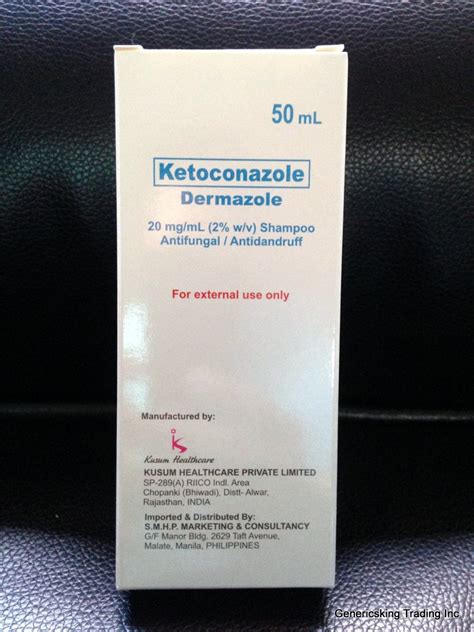 50 mL
Ketoconazole
Dermazole
20 mg/mL (2% w/v) Shampoo
Antifungal / Antidandruff
For external use only
Manufactured by:
Kusum Healthcare
KUSUM HEALTHCARE PRIVATE LIMITED
SP-289(A) RIICO Indl. Area
Chopanki (Bhiwadi), Distt- Alwar,
Rajasthan, INDIA
Imported & Distributed By:
S.M.H.P. MARKETING & CONSULTANCY
G/F Manor Bldg. 2629 Taft Avenue,
Malate, Manila, PHILIPPINES
Genericsking Trading Inc.